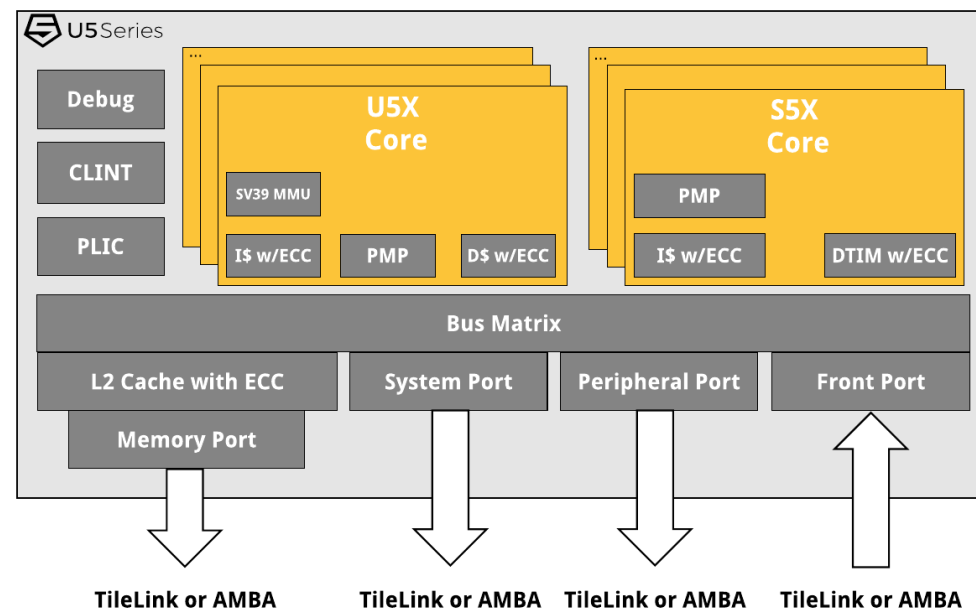 U5Series
...
...
Debug
U5X
Core
S5X
Core
CLINT
SV39 MMU
PMP
PLIC
I$ w/ECC
PMP
D$ w/ECC
I$ w/ECC
DTIM w/ECC
Bus Matrix
L2 Cache with ECC
System Port
Peripheral Port
Front Port
Memory Port
TileLink or AMBA
TileLink or AMBA
TileLink or AMBA
TileLink or AMBA